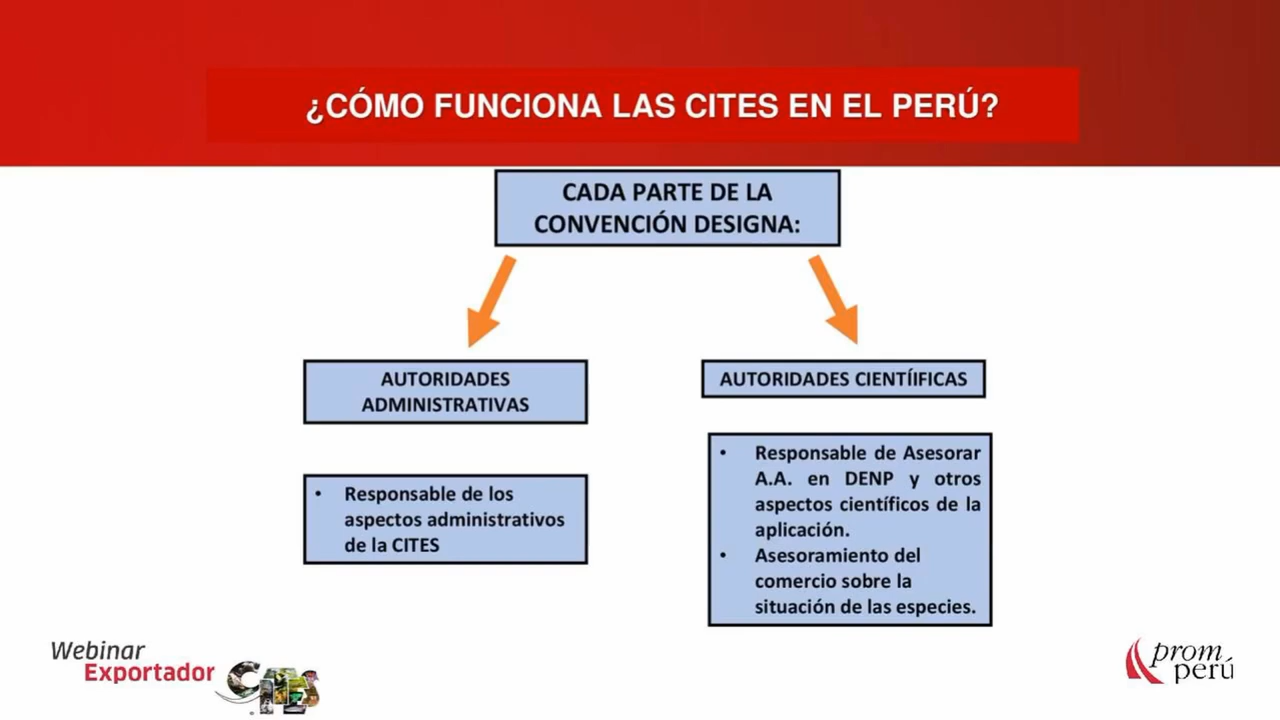 ¿CÓMO FUNCIONA LAS CITES EN EL PERÚ?
CADA PARTE DE LA
CONVENCIÓN DESIGNA:
AUTORIDADES
ADMINISTRATIVAS
• Responsable de los
aspectos administrativos
de la CITES
AUTORIDADES CIENTÍIFICAS
• Responsable de Asesorar
A.A. en DENP y otros
aspectos científicos de la
aplicación.
• Asesoramiento del
comercio sobre la
situación de las especies.
Webinar
Exportador
CITES
prom
perú